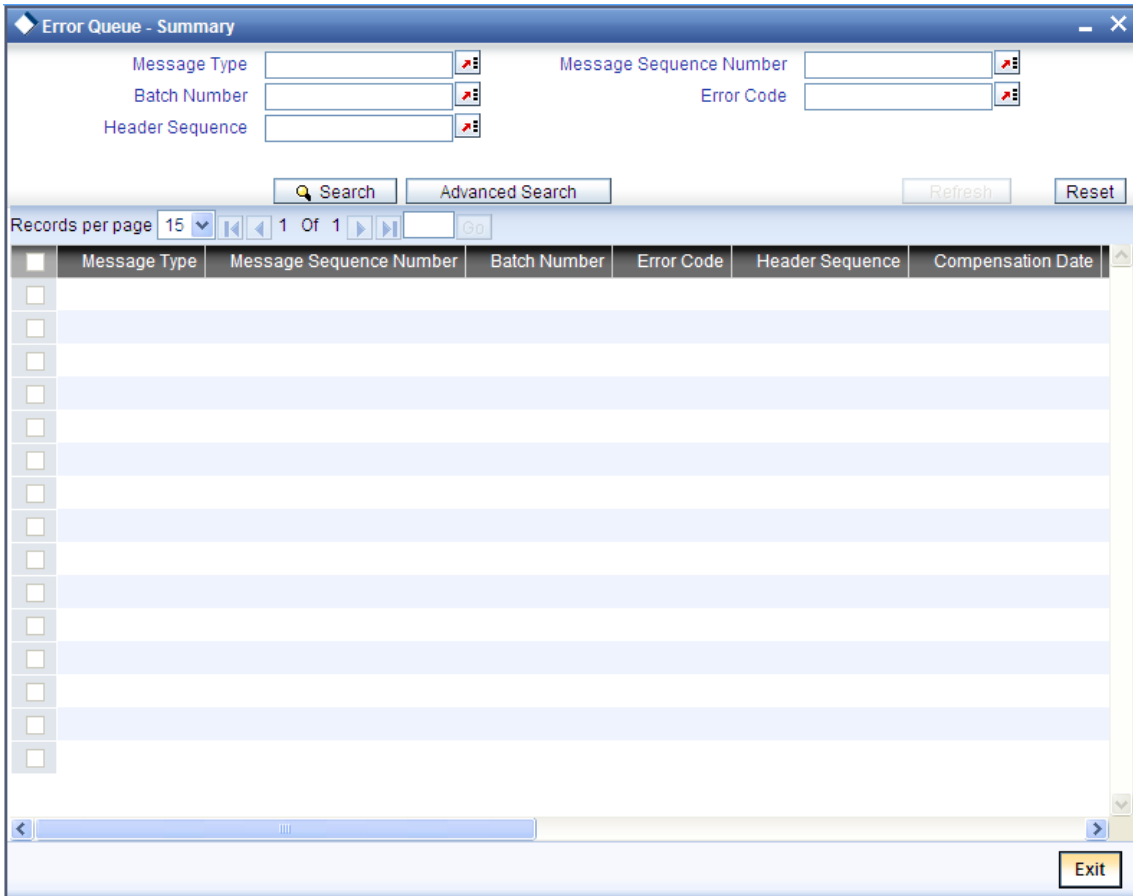 Error Queue - Summary
Message Type Message Sequence Number
Batch Number Error Code
Header Sequence
Search Advanced Search Refresh Reset
Records per page 15 1 Of 1 Go
Message Type Message Sequence Number Batch Number Error Code Header Sequence Compensation Date
Exit